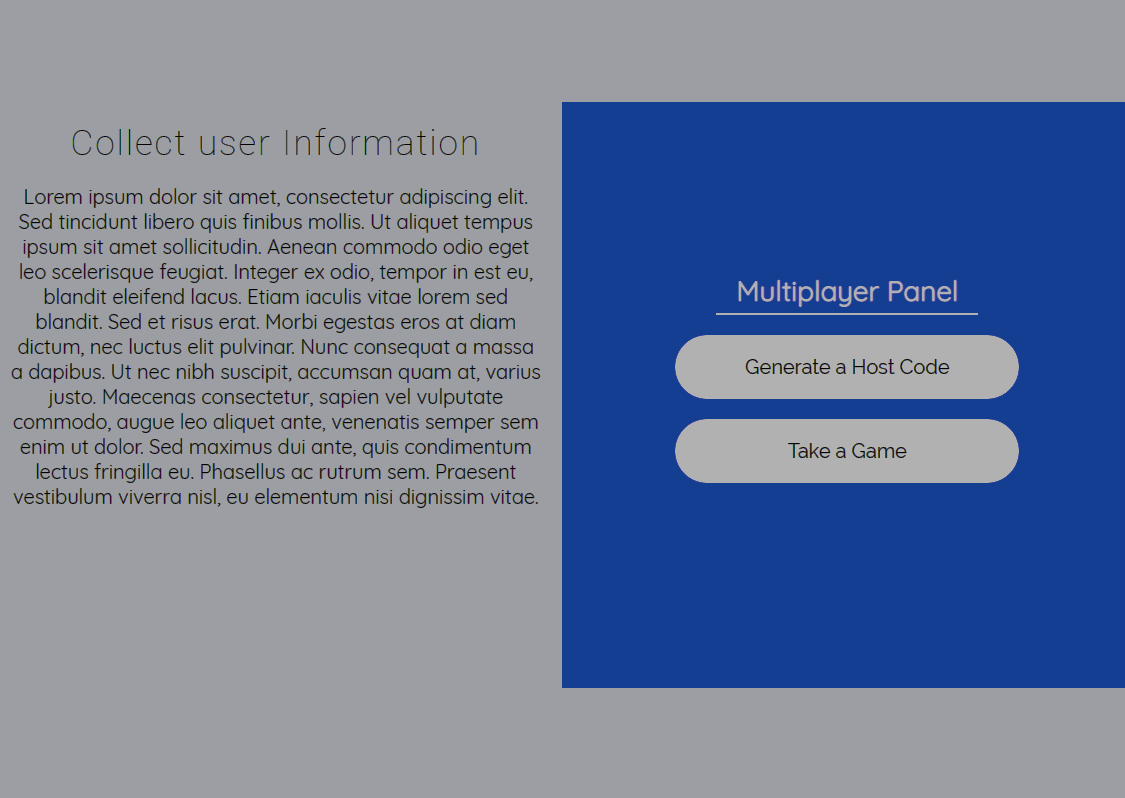 Collect user Information
Lorem ipsum dolor sit amet, consectetur adipiscing elit.
Sed tincidunt libero quis finibus mollis. Ut aliquet tempus
ipsum sit amet sollicitudin. Aenean commodo odio eget
leo scelerisque feugiat. Integer ex odio, tempor in est eu,
blandit eleifend lacus. Etiam iaculis vitae lorem sed
blandit. Sed et risus erat. Morbi egestas eros at diam
dictum, nec luctus elit pulvinar. Nunc consequat a massa
a dapibus. Ut nec nibh suscipit, accumsan quam at, varius
justo. Maecenas consectetur, sapien vel vulputate
commodo, augue leo aliquet ante, venenatis semper sem
enim ut dolor. Sed maximus dui ante, quis condimentum
lectus fringilla eu. Phasellus ac rutrum sem. Praesent
vestibulum viverra nisl, eu elementum nisi dignissim vitae.
Multiplayer Panel
Generate a Host Code
Take a Game